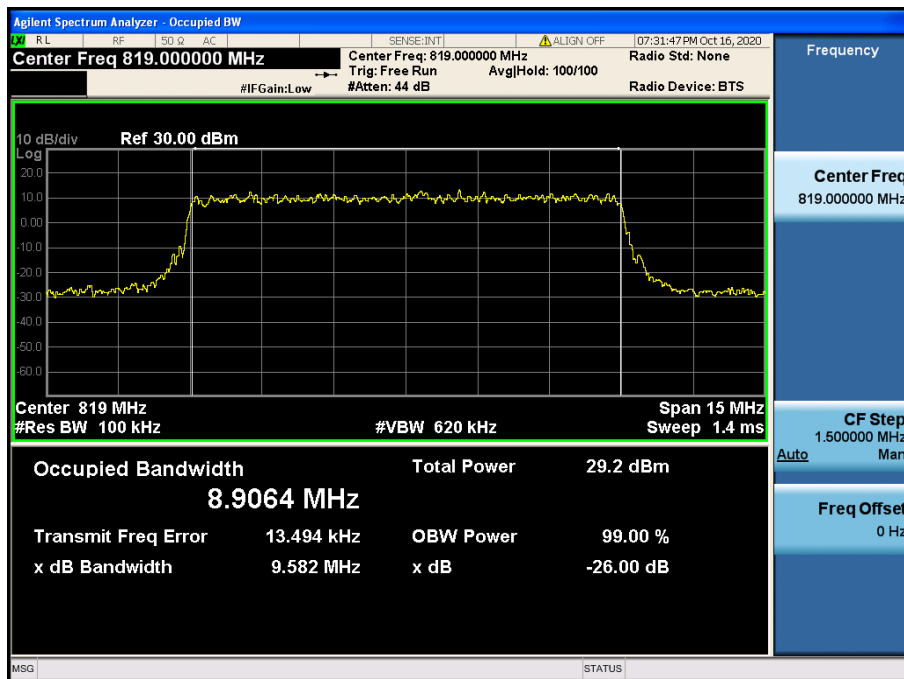 Agilent Spectrum Analyzer - Occupied BW
LXI RL RF 50 Ω AC SENSE:INT ALIGN OFF 07:31:47 PM Oct 16, 2020
Center Freq 819.000000 MHz
Center Freq: 819.000000 MHz
Radio Std: None
Trig: Free Run Avg|Hold: 100/100
#IFGain:Low #Atten: 44 dB Radio Device: BTS
Frequency
10 dB/div Ref 30.00 dBm
Log
20.0
10.0
0.00
-10.0
-20.0
-30.0
-40.0
-50.0
-60.0
Center 819 MHz Span 15 MHz
#Res BW 100 kHz #VBW 620 kHz Sweep 1.4 ms
Center Freq
819.000000 MHz
CF Step
1.500000 MHz
Auto Man
Freq Offset
0 Hz
Occupied Bandwidth Total Power 29.2 dBm
8.9064 MHz
Transmit Freq Error 13.494 kHz OBW Power 99.00 %
x dB Bandwidth 9.582 MHz x dB -26.00 dB
MSG STATUS